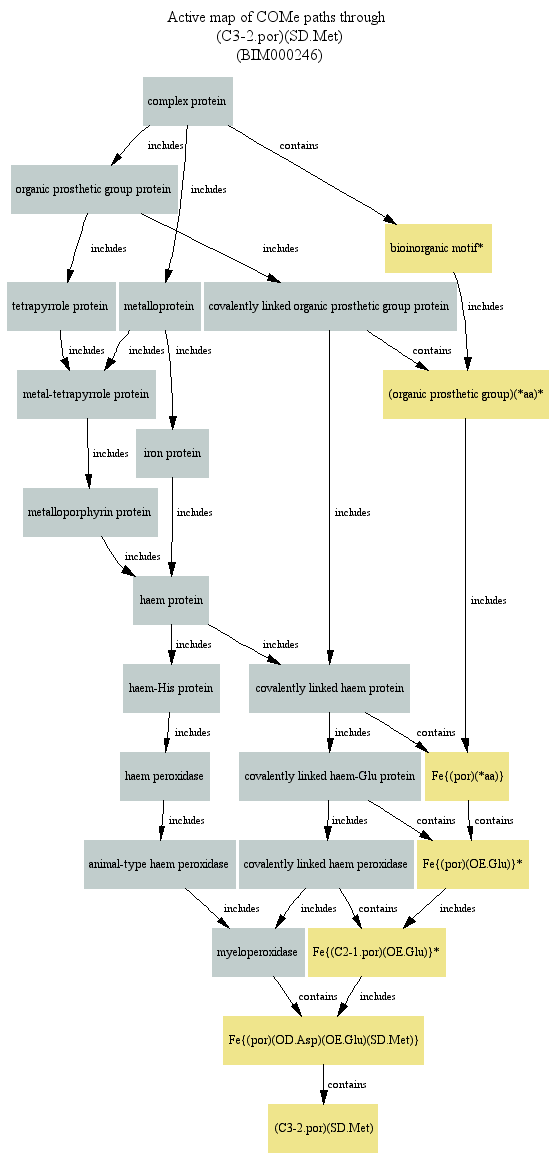 Active map of COMe paths through
(C3-2.por)(SD.Met)
(BIM000246)
complex protein
includes
contains
organic prosthetic group protein
includes
bioinorganic motif*
includes
includes
includes
tetrapyrrole protein
metalloprotein
covalently linked organic prosthetic group protein
includes
includes
includes
contains
metal-tetrapyrrole protein
(organic prosthetic group)(*aa)*
includes
iron protein
metalloporphyrin protein
includes
includes
includes
haem protein
includes
includes
includes
haem-His protein
covalently linked haem protein
includes
includes
contains
haem peroxidase
covalently linked haem-Glu protein
Fe{(por)(*aa)}
includes
includes
contains
contains
animal-type haem peroxidase
covalently linked haem peroxidase
Fe{(por)(OE.Glu)}*
includes
includes
contains
includes
myeloperoxidase
Fe{(C2-1.por)(OE.Glu)}*
contains
includes
Fe{(por)(OD.Asp)(OE.Glu)(SD.Met)}
contains
(C3-2.por)(SD.Met)